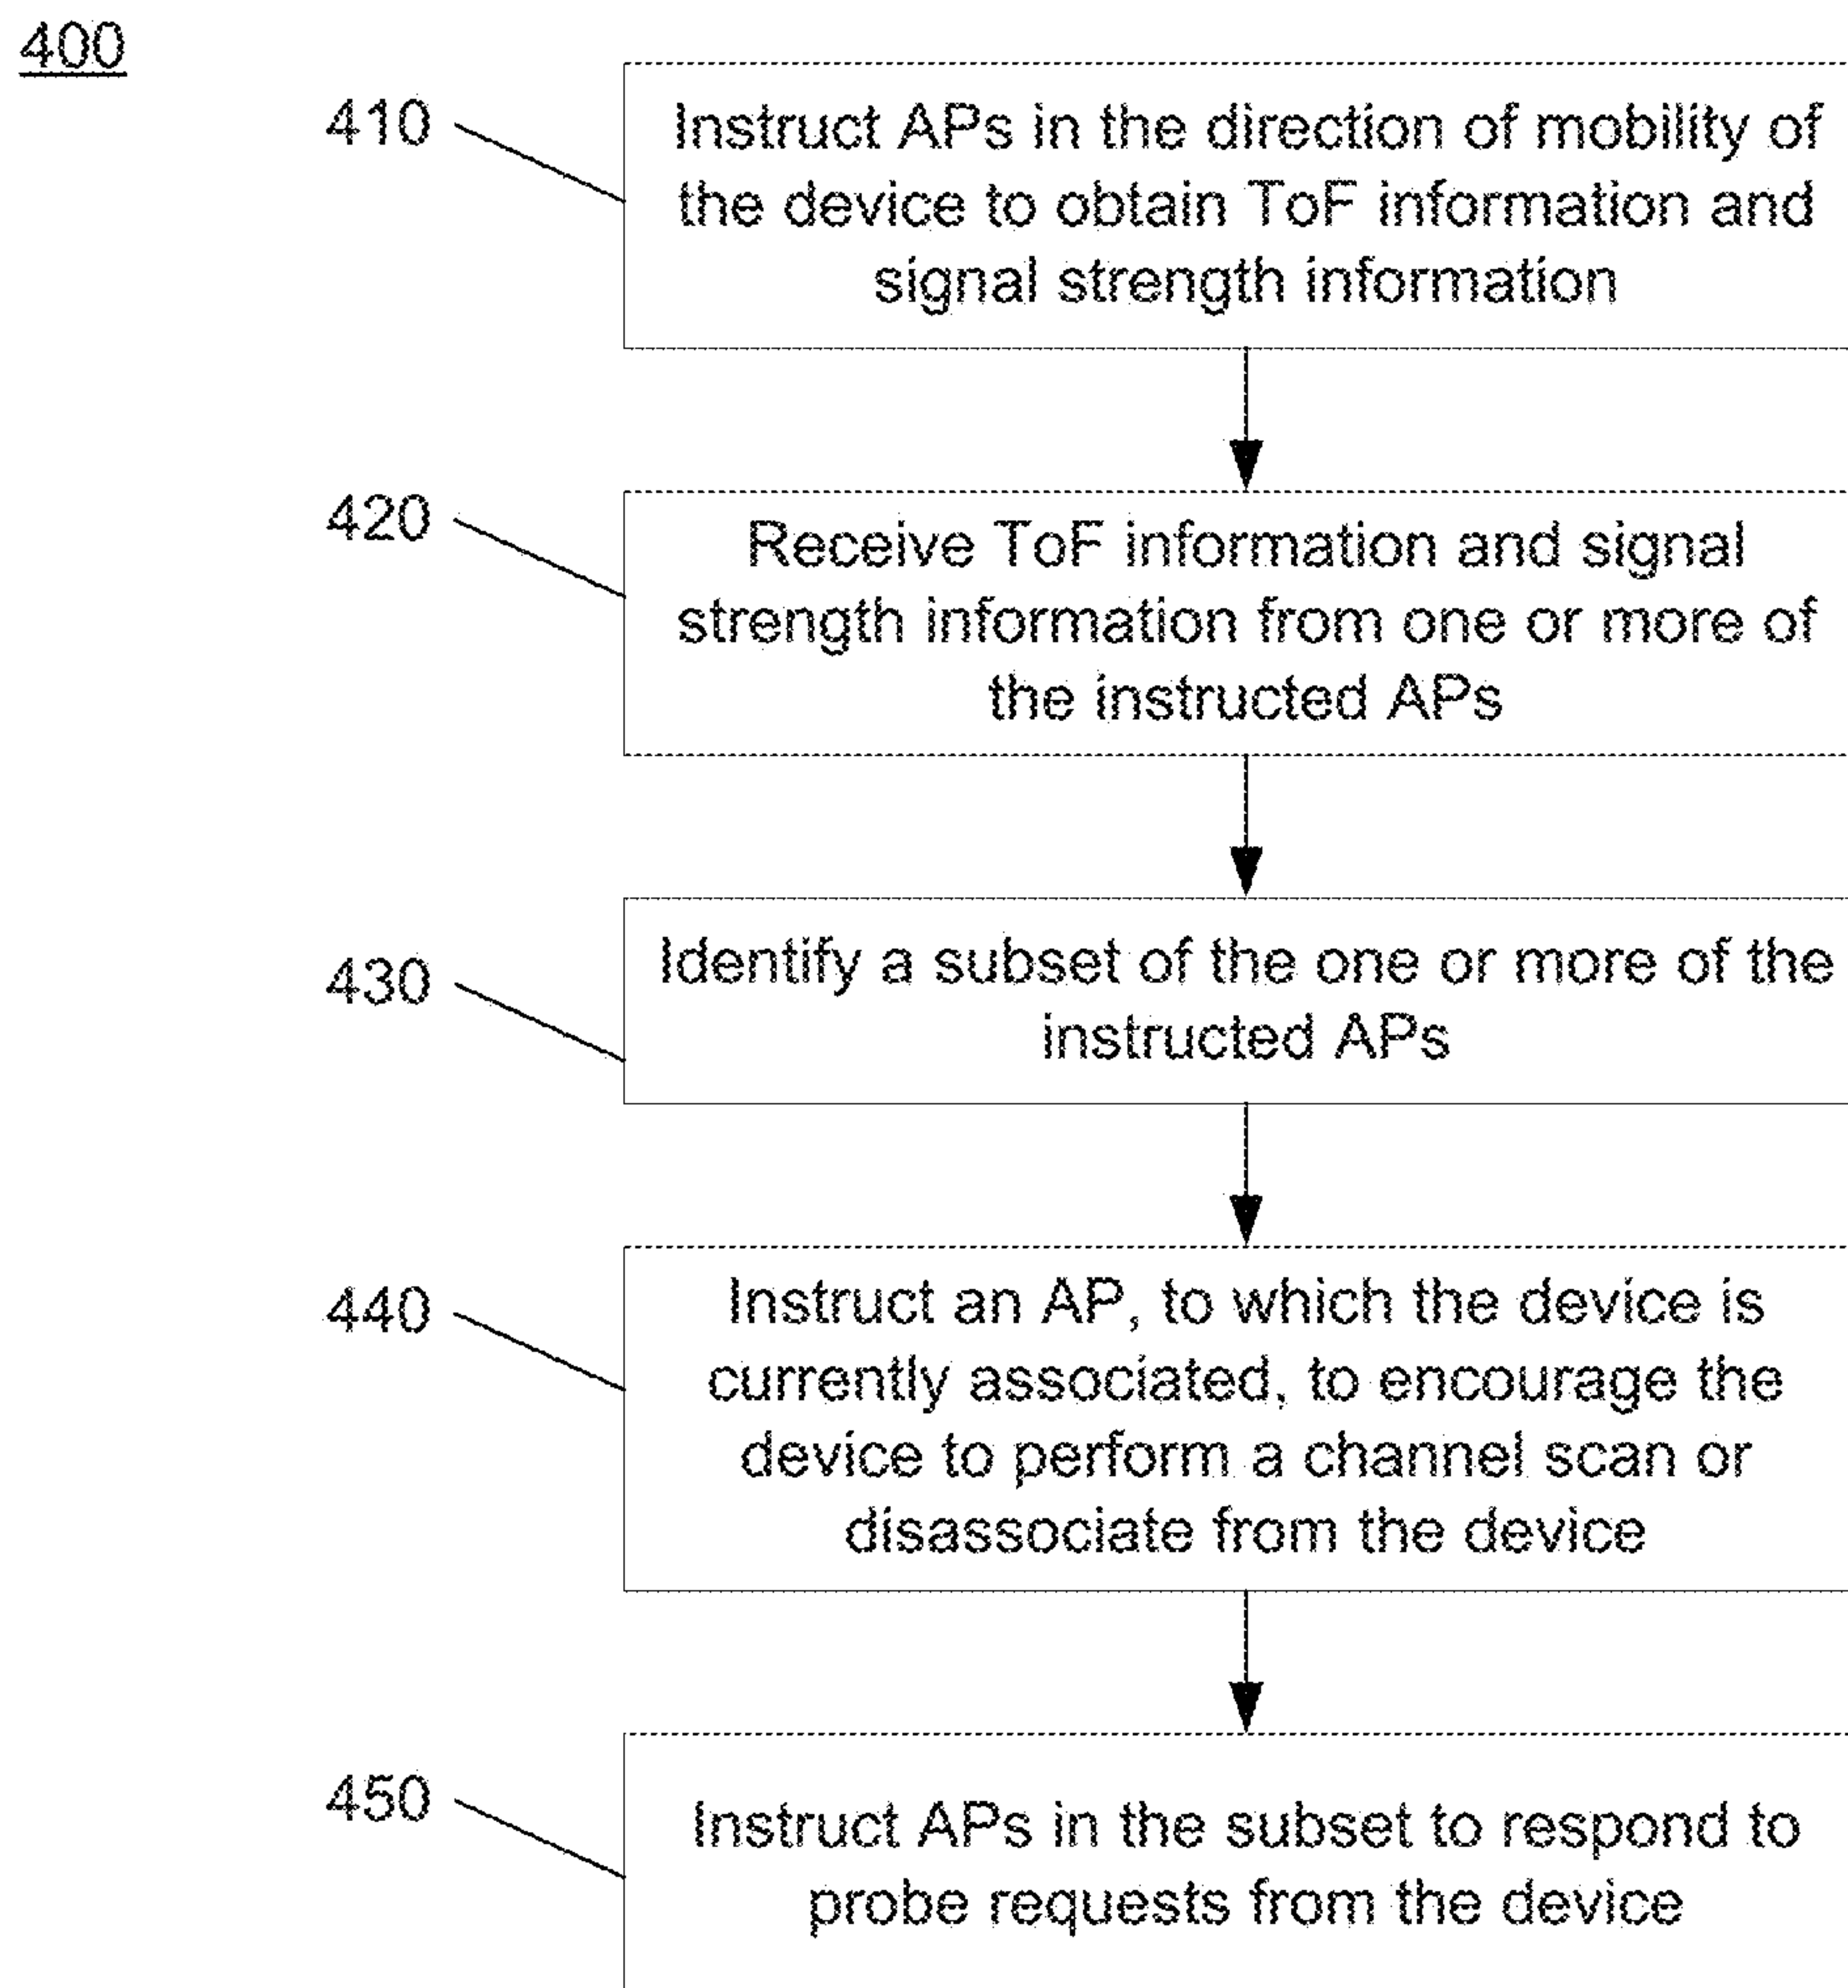 400
410
Instruct APs in the direction of mobility of
the device to obtain ToF information and
signal strength information
420
Receive ToF information and signal
strength information from one or more of
the instructed APs
430
Identify a subset of the one or more of the
instructed APs
440
Instruct an AP, to which the device is
currently associated, to encourage the
device to perform a channel scan or
disassociate from the device
450
Instruct APs in the subset to respond to
probe requests from the device